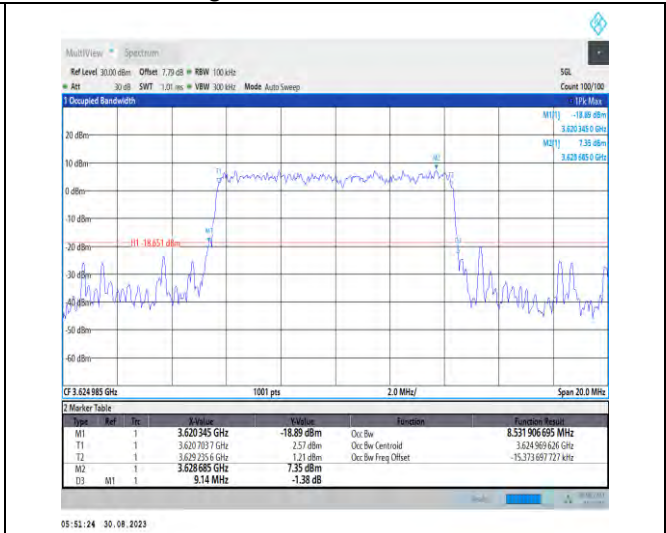 MultiView Spectrum
Ref Level 30.00 dBm Offset 7.79 dB RBW 100 kHz SGL
Att 30 dB SWT 1.01 ms VBW 300 kHz Mode Auto Sweep Count 100/100
1 Occupied Bandwidth 1Pk Max
M1[1] -18.89 dBm
3.620 345 0 GHz
M2[1] 7.35 dBm
3.628 685 0 GHz
20 dBm
10 dBm
0 dBm
-10 dBm
-20 dBm
-30 dBm
-40 dBm
-50 dBm
-60 dBm
T1
M2
M1
H1 -18.651 dBm
CF 3.624 985 GHz 1001 pts 2.0 MHz/ Span 20.0 MHz
2 Marker Table
Type Ref Trc X-Value Y-Value Function Function Result
M1 1 3.620345 GHz -18.89 dBm Occ Bw 8.531 906 695 MHz
T1 1 3.620 703 7 GHz 2.57 dBm Occ Bw Centroid 3.624 969 626 GHz
T2 1 3.629 235 6 GHz 1.21 dBm Occ Bw Freq Offset -15.373 697 727 kHz
M2 1 3.628685 GHz 7.35 dBm
D3 M1 1 9.14 MHz -1.38 dB
05:51:24 30.08.2023